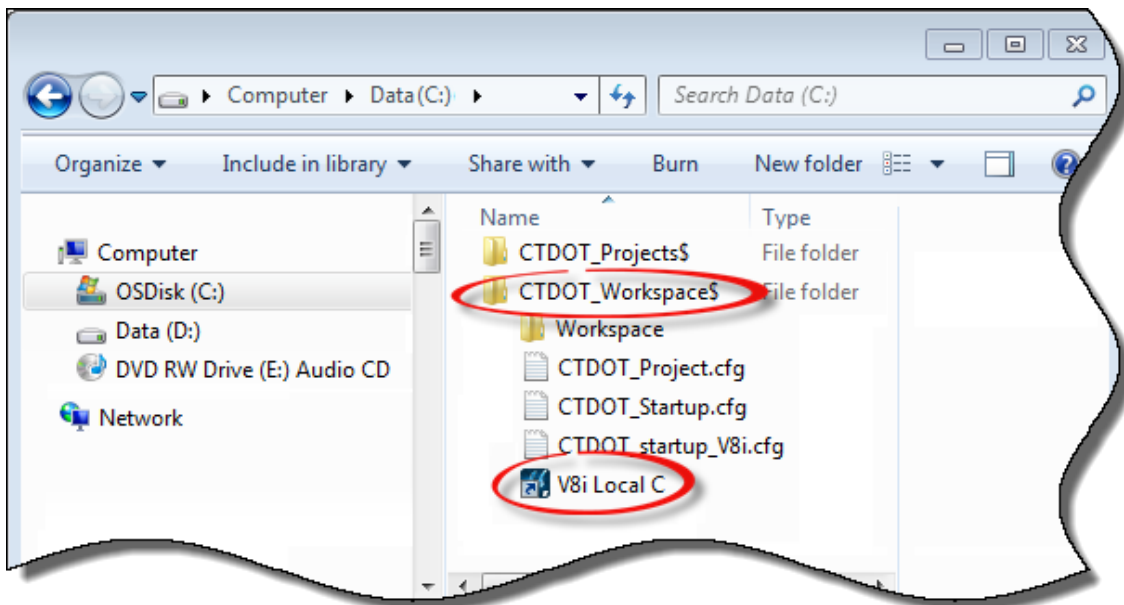 Computer Data (C:) Search Data (C:)
Organize Include in library Share with Burn New folder
Name Type
Computer
OSDisk (C:)
Data (D:)
DVD RW Drive (E:) Audio CD
Network
CTDOT_Projects$ File folder
CTDOT_Workspace$ File folder
Workspace
CTDOT_Project.cfg
CTDOT_Startup.cfg
CTDOT_startup_V8i.cfg
V8i Local C